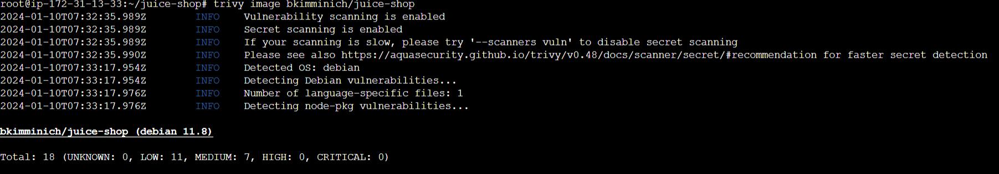 root@ip-172-31-13-33:~/juice-shop# trivy image bkimminich/juice-shop
2024-01-10T07:32:35.989Z INFO Vulnerability scanning is enabled
2024-01-10T07:32:35.989Z INFO Secret scanning is enabled
2024-01-10T07:32:35.989Z INFO If your scanning is slow, please try '--scanners vuln' to disable secret scanning
2024-01-10T07:32:35.990Z INFO Please see also https://aquasecurity.github.io/trivy/v0.48/docs/scanner/secret/#recommendation for faster secret detection
2024-01-10T07:33:17.954Z INFO Detected OS: debian
2024-01-10T07:33:17.954Z INFO Detecting Debian vulnerabilities...
2024-01-10T07:33:17.976Z INFO Number of language-specific files: 1
2024-01-10T07:33:17.976Z INFO Detecting node-pkg vulnerabilities...
bkimminich/juice-shop (debian 11.8)
Total: 18 (UNKNOWN: 0, LOW: 11, MEDIUM: 7, HIGH: 0, CRITICAL: 0)